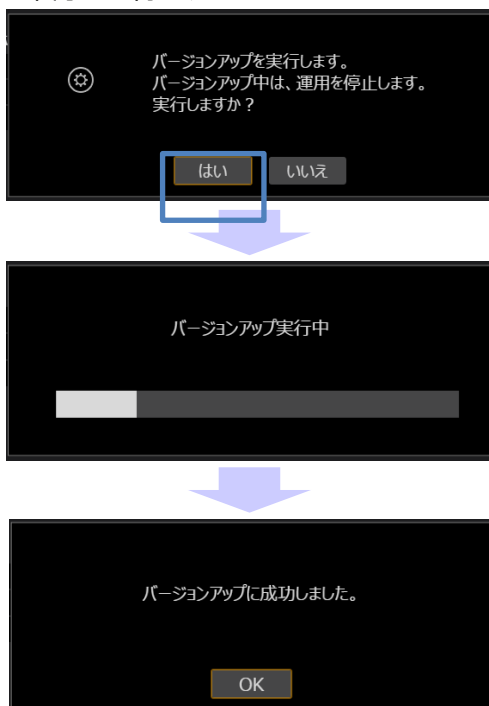 バージョンアップを実行します。
バージョンアップ中は、運用を停止します。
実行しますか？
はい いいえ
バージョンアップ実行中
バージョンアップに成功しました。
OK